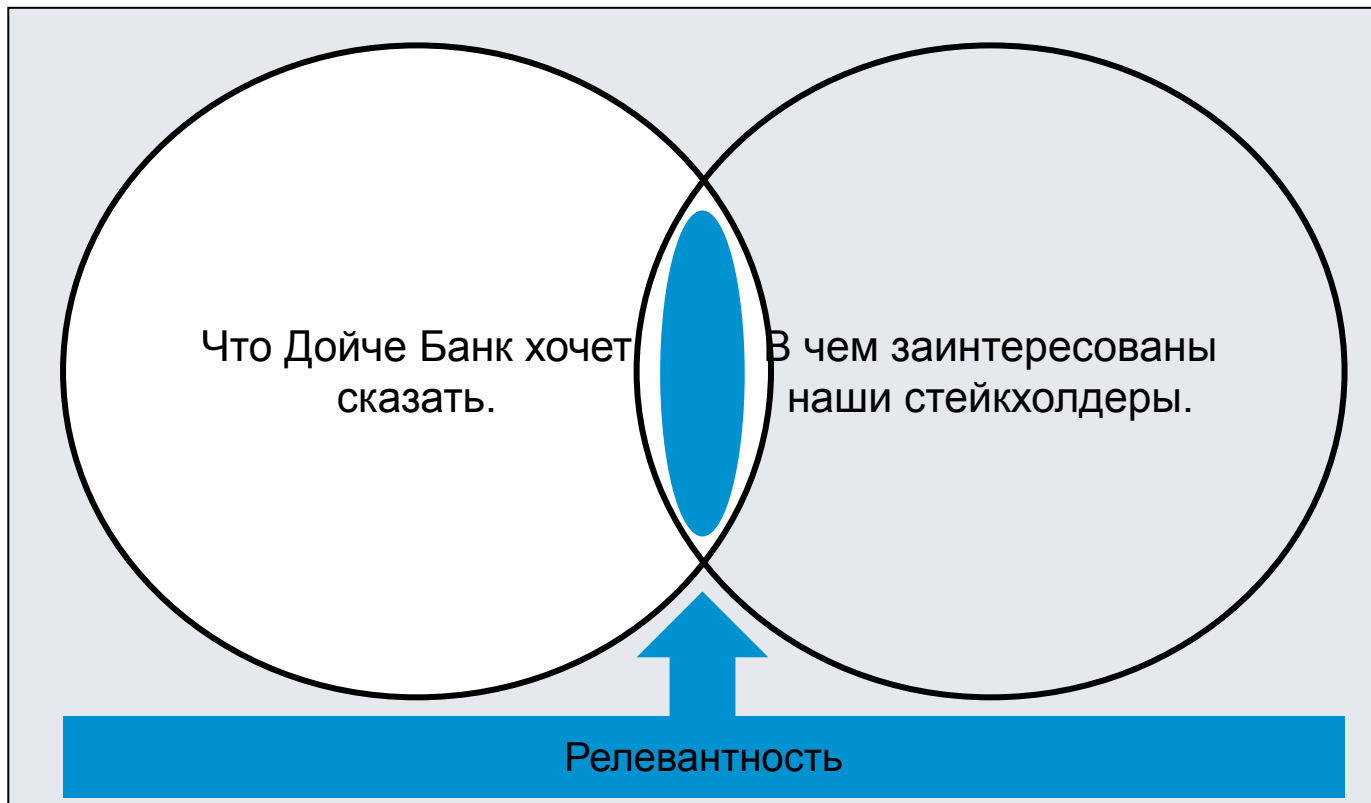 Что Дойче Банк хочет
сказать.
В чем заинтересованы
наши стейкхолдеры.
Релевантность